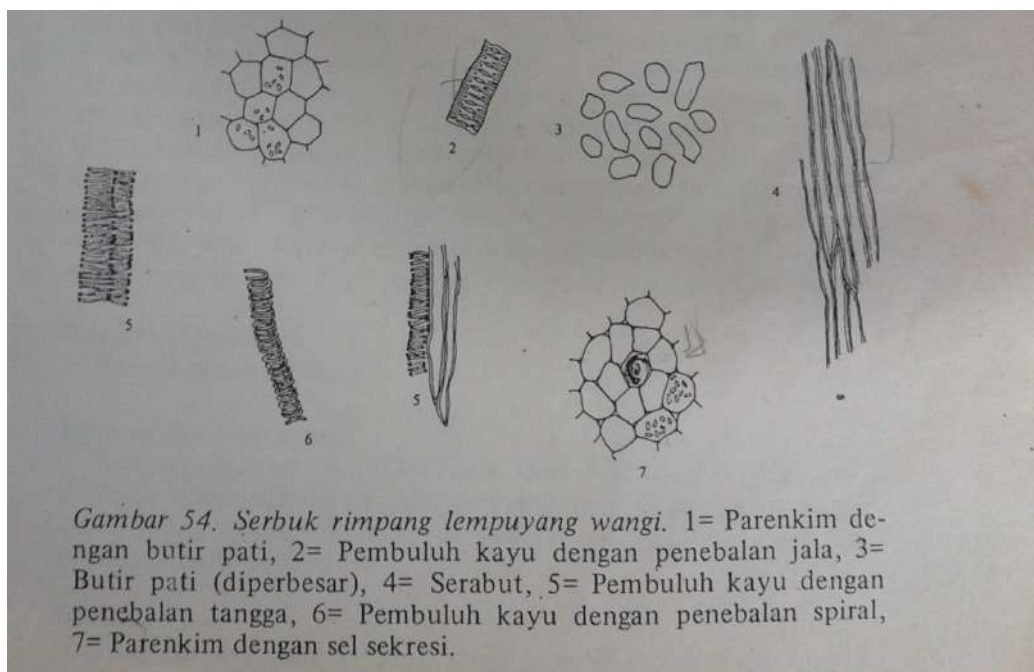 1
2
3
4
5
6
5
7
Gambar 54. Serbuk rimpang lempuyang wangi. 1= Parenkim de-
ngan butir pati, 2= Pembuluh kayu dengan penebalan jala, 3=
Butir pati (diperbesar), 4= Serabut, 5= Pembuluh kayu dengan
penebalan tangga, 6= Pembuluh kayu dengan penebalan spiral,
7= Parenkim dengan sel sekresi.